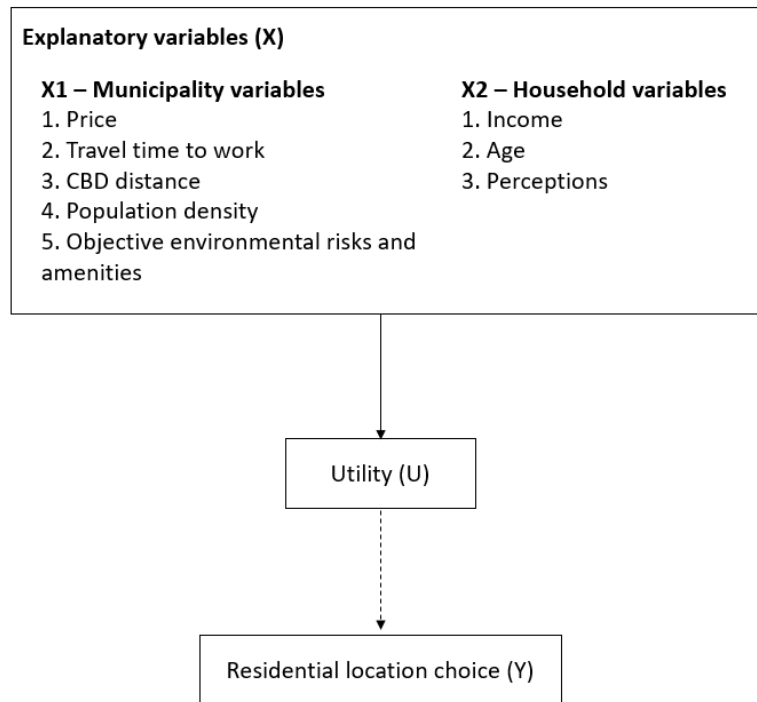 Explanatory variables (X)
X1 – Municipality variables
1. Price
2. Travel time to work
3. CBD distance
4. Population density
5. Objective environmental risks and
amenities
X2 – Household variables
1. Income
2. Age
3. Perceptions
Utility (U)
Residential location choice (Y)